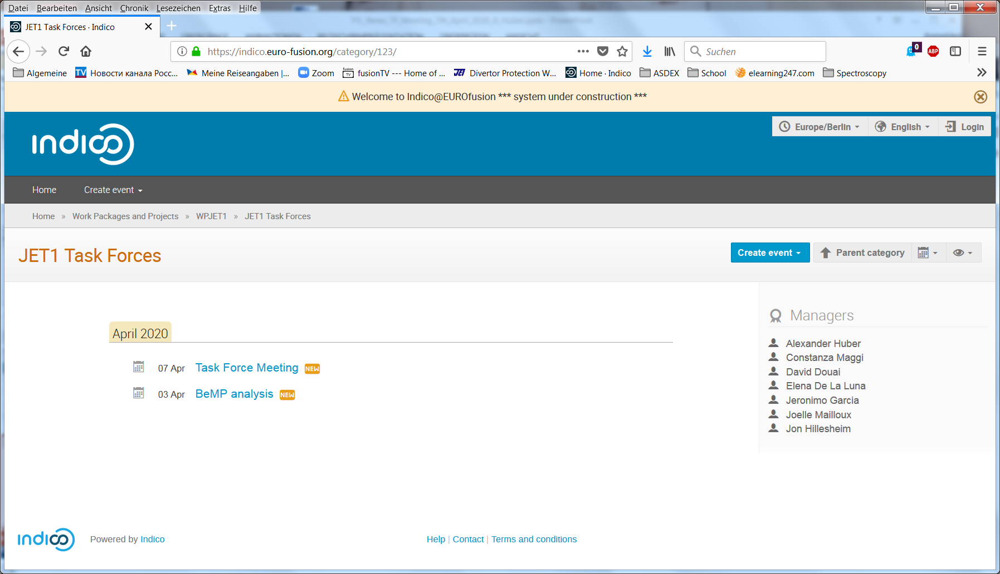 Datei Bearbeiten Ansicht Chronik Lesezeichen Extras Hilfe
JET1 Task Forces · Indico
https://indico.euro-fusion.org/category/123/
Suchen
0
ABP
Algemeine
TV Новости канала Росс...
Meine Reiseangaben |...
Zoom
fusion TV fusionTV --- Home of ...
JET Divertor Protection W...
Home · Indico
ASDEX
School
elearning247.com
Spectroscopy
Welcome to Indico@EUROfusion *** system under construction ***
indico
Europe/Berlin
English
Login
Home
Create event
Home » Work Packages and Projects » WPJET1 » JET1 Task Forces
JET1 Task Forces
Create event
Parent category
April 2020
07 Apr Task Force Meeting NEW
03 Apr BeMP analysis NEW
Managers
Alexander Huber
Constanza Maggi
David Douai
Elena De La Luna
Jeronimo Garcia
Joelle Mailloux
Jon Hillesheim
indico
Powered by Indico
Help | Contact | Terms and conditions